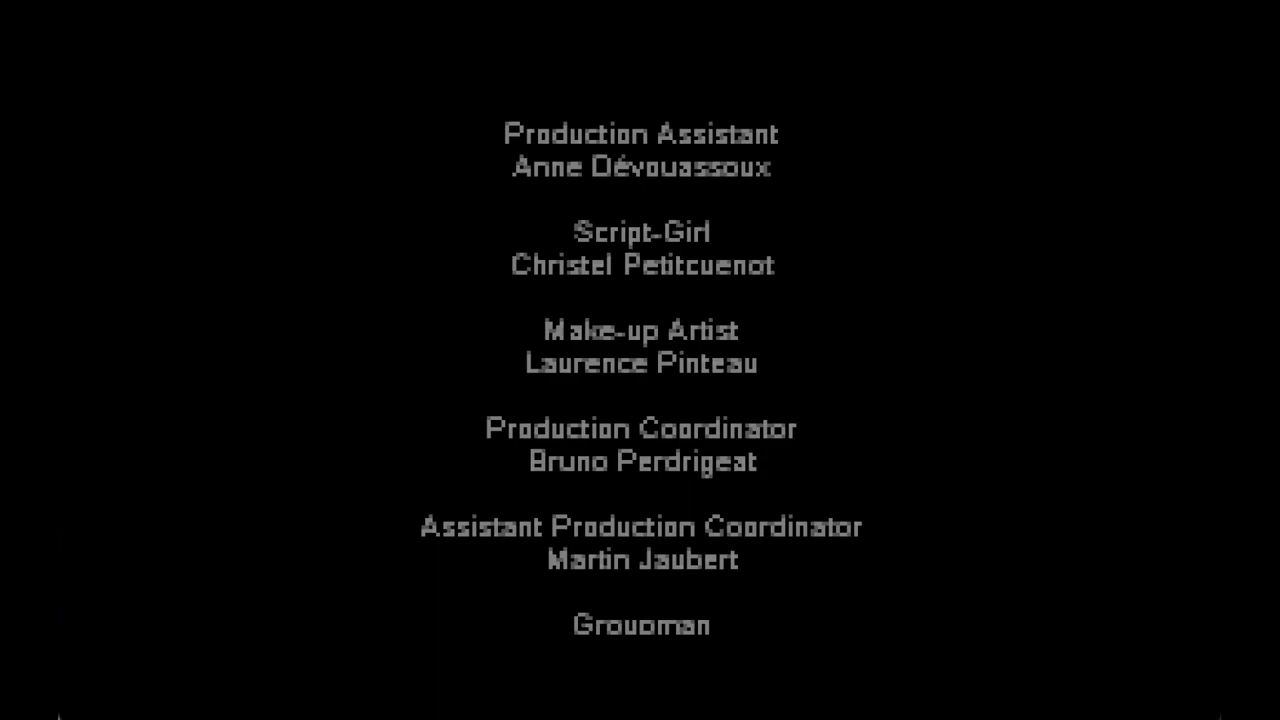 Production Assistant
Anne Dévouassoux
Script-Girl
Christel Petitcuenot
Make-up Artist
Laurence Pinteau
Production Coordinator
Bruno Perdrigeat
Assistant Production Coordinator
Martin Jaubert
Groupman